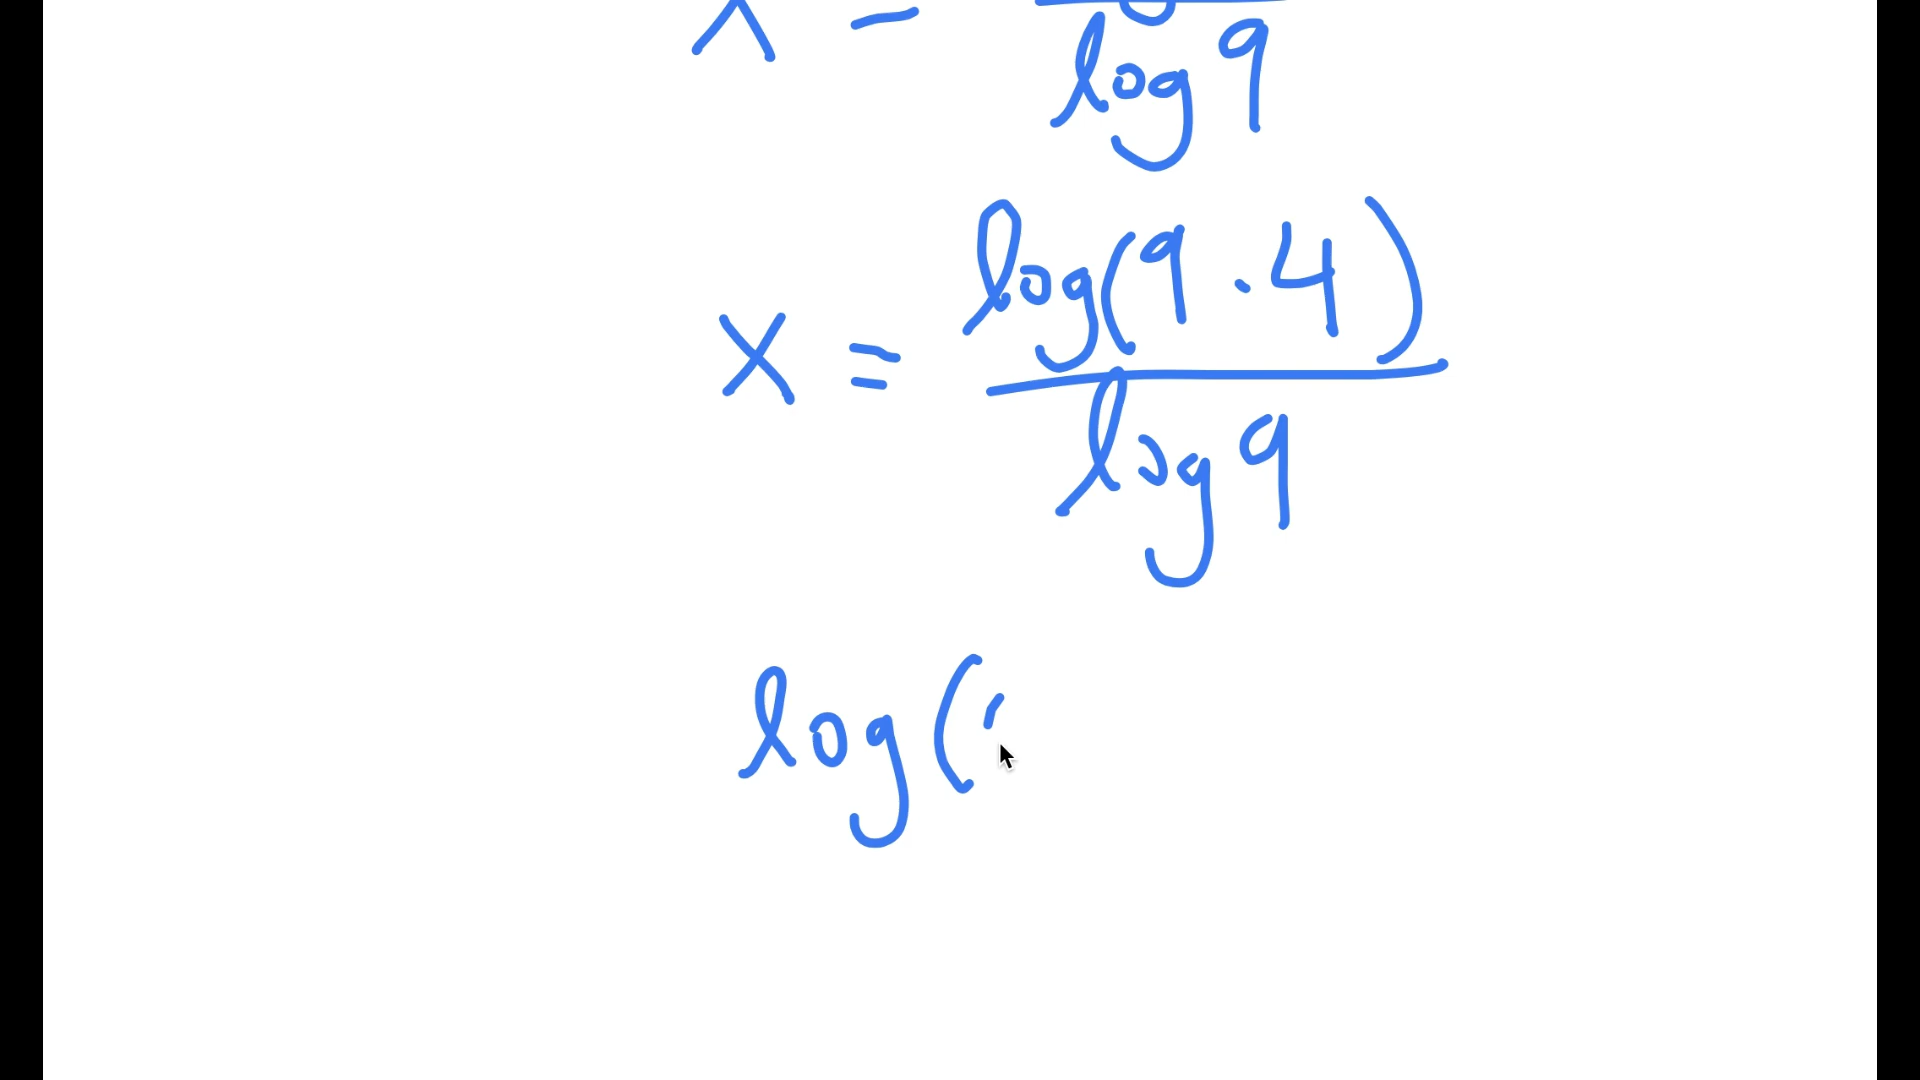 x =
log 9
x = log(9 · 4)
log 9
log(